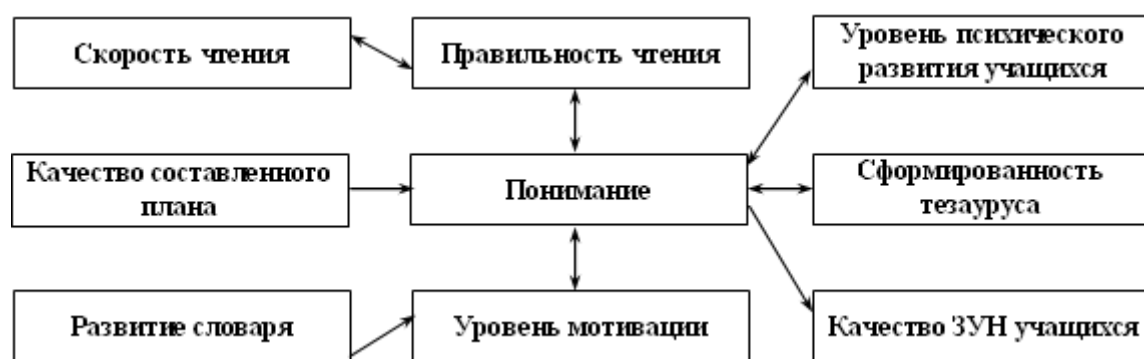 Скорость чтения
Правильность чтения
Уровень психического
развития учащихся
Качество составленного
плана
Понимание
Сформированность
тезауруса
Развитие словаря
Уровень мотивации
Качество ЗУН учащихся